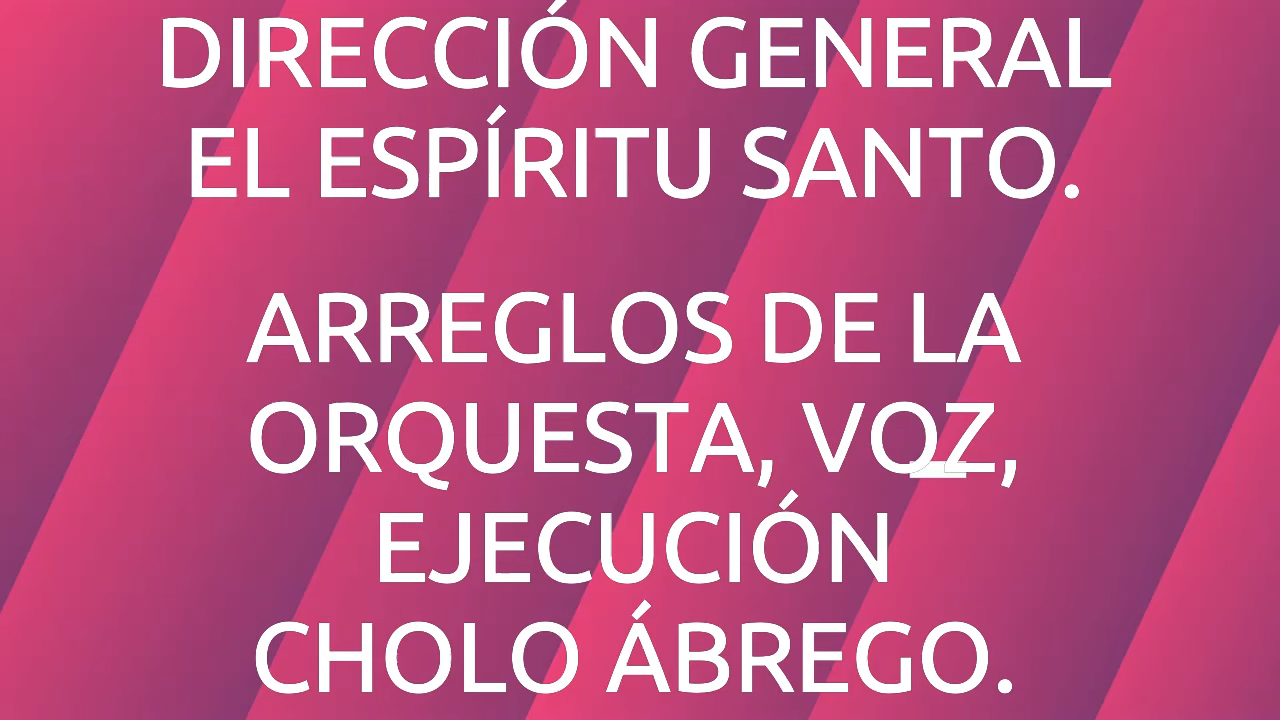 DIRECCIÓN GENERAL
EL ESPÍRITU SANTO.
ARREGLOS DE LA
ORQUESTA, VOZ,
EJECUCIÓN
CHOLO ÁBREGO.